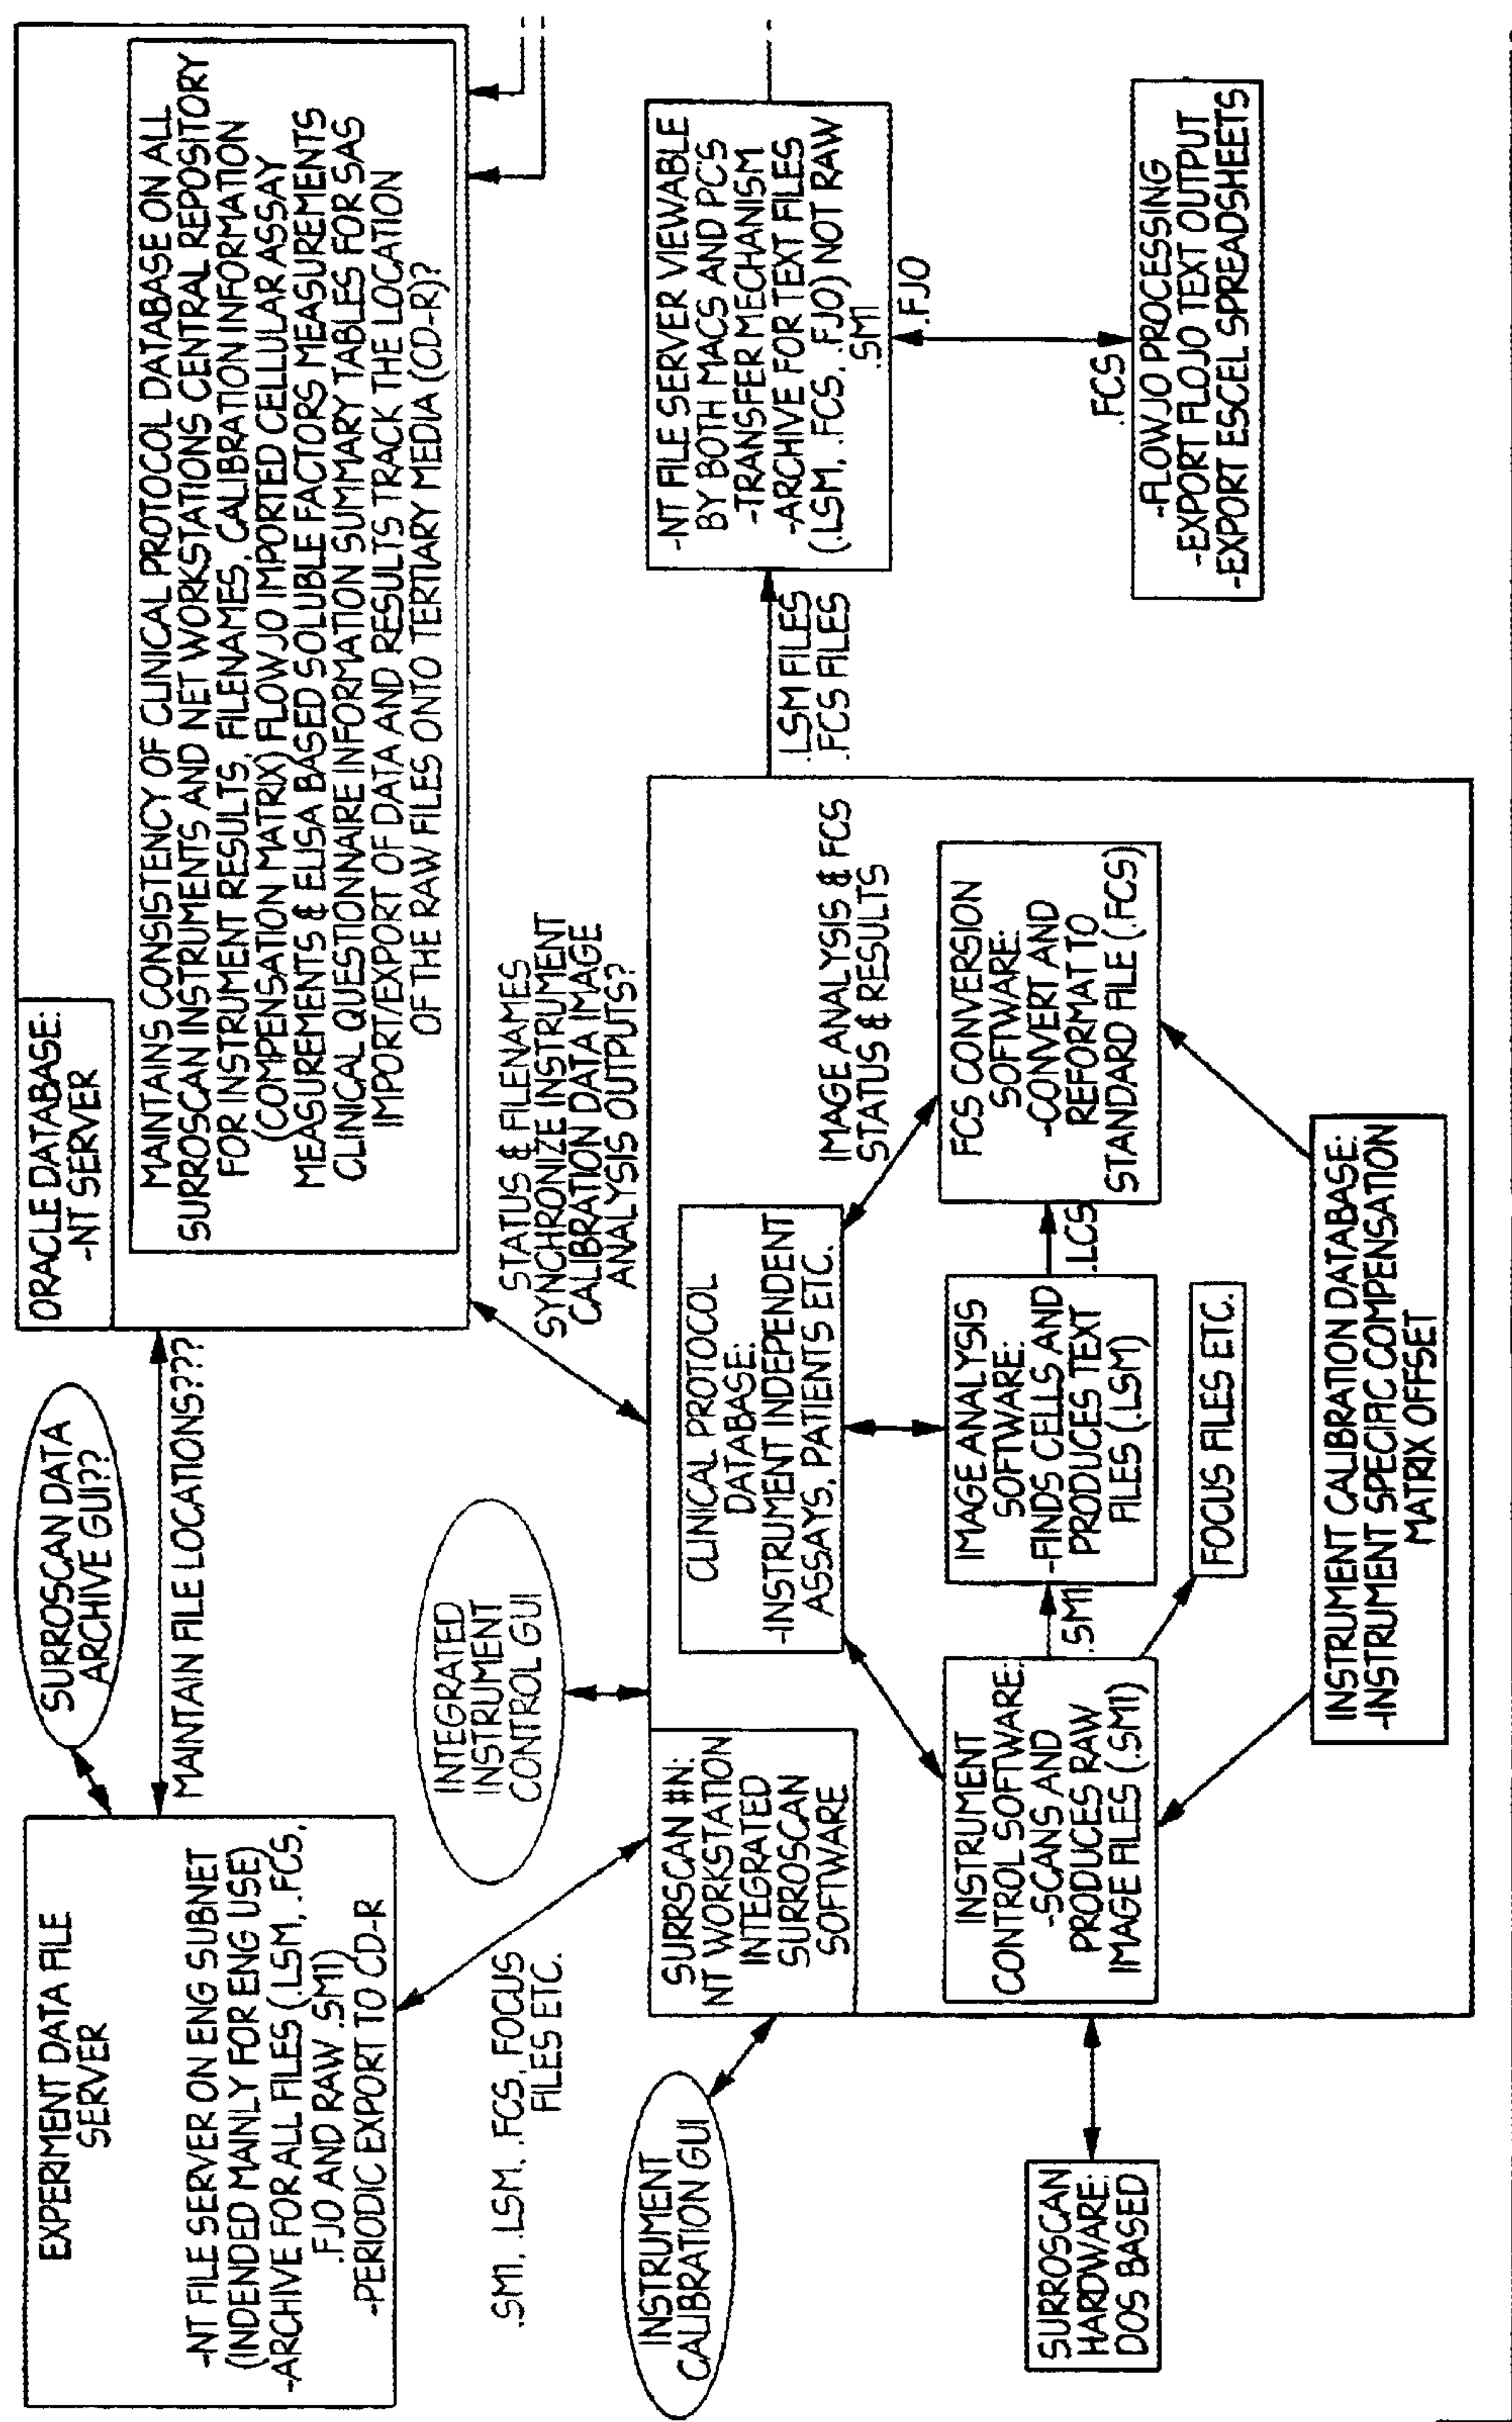 EXPERIMENT DATA FILE
SERVER
-NT FILE SERVER ON ENG SUBNET
(INDENDED MAINLY FOR ENG USE)
-ARCHIVE FOR ALL FILES (.LSM, .FCS,
.FJO AND RAW .SM1)
-PERIODIC EXPORT TO CD-R
SURROSCAN DATA
ARCHIVE GUI??
MAINTAIN FILE LOCATIONS???
ORACLE DATABASE:
-NT SERVER
MAINTAINS CONSISTENCY OF CLINICAL PROTOCOL DATABASE ON ALL
SURROSCAN INSTRUMENTS AND NET WORKSTATIONS CENTRAL REPOSITORY
FOR INSTRUMENT RESULTS, FILENAMES, CALIBRATION INFORMATION
(COMPENSATION MATRIX) FLOWJO IMPORTED CELLULAR ASSAY
MEASUREMENTS & ELISA BASED SOLUBLE FACTORS MEASUREMENTS
CLINICAL QUESTIONNAIRE INFORMATION SUMMARY TABLES FOR SAS
IMPORT/EXPORT OF DATA AND RESULTS TRACK THE LOCATION
OF THE RAW FILES ONTO TERTIARY MEDIA (CD-R)?
.SM1, .LSM, .FCS, FOCUS
FILES ETC.
INTEGRATED
INSTRUMENT
CONTROL GUI
STATUS & FILENAMES
SYNCHRONIZE INSTRUMENT
CALIBRATION DATA IMAGE
ANALYSIS OUTPUTS?
INSTRUMENT
CALIBRATION GUI
SURRSCAN #N:
NT WORKSTATION
INTEGRATED
SURROSCAN
SOFTWARE
CLINICAL PROTOCOL
DATABASE:
-INSTRUMENT INDEPENDENT
ASSAYS, PATIENTS ETC.
IMAGE ANALYSIS & FCS
STATUS & RESULTS
.LSM FILES
.FCS FILES
-NT FILE SERVER VIEWABLE
BY BOTH MACS AND PC'S
-TRANSFER MECHANISM
-ARCHIVE FOR TEXT FILES
(.LSM, .FCS, .FJO) NOT RAW
.SM1
.FJO
.FCS
SURROSCAN
HARDWARE:
DOS BASED
INSTRUMENT
CONTROL SOFTWARE:
-SCANS AND
PRODUCES RAW
IMAGE FILES (.SM1)
.SM1
IMAGE ANALYSIS
SOFTWARE:
-FINDS CELLS AND
PRODUCES TEXT
FILES (.LSM)
.LCS
FCS CONVERSION
SOFTWARE:
-CONVERT AND
REFORMAT TO
STANDARD FILE (.FCS)
FOCUS FILES ETC.
-FLOWJO PROCESSING
-EXPORT FLOJO TEXT OUTPUT
-EXPORT ESCEL SPREADSHEETS
INSTRUMENT CALIBRATION DATABASE:
-INSTRUMENT SPECIFIC COMPENSATION
MATRIX OFFSET